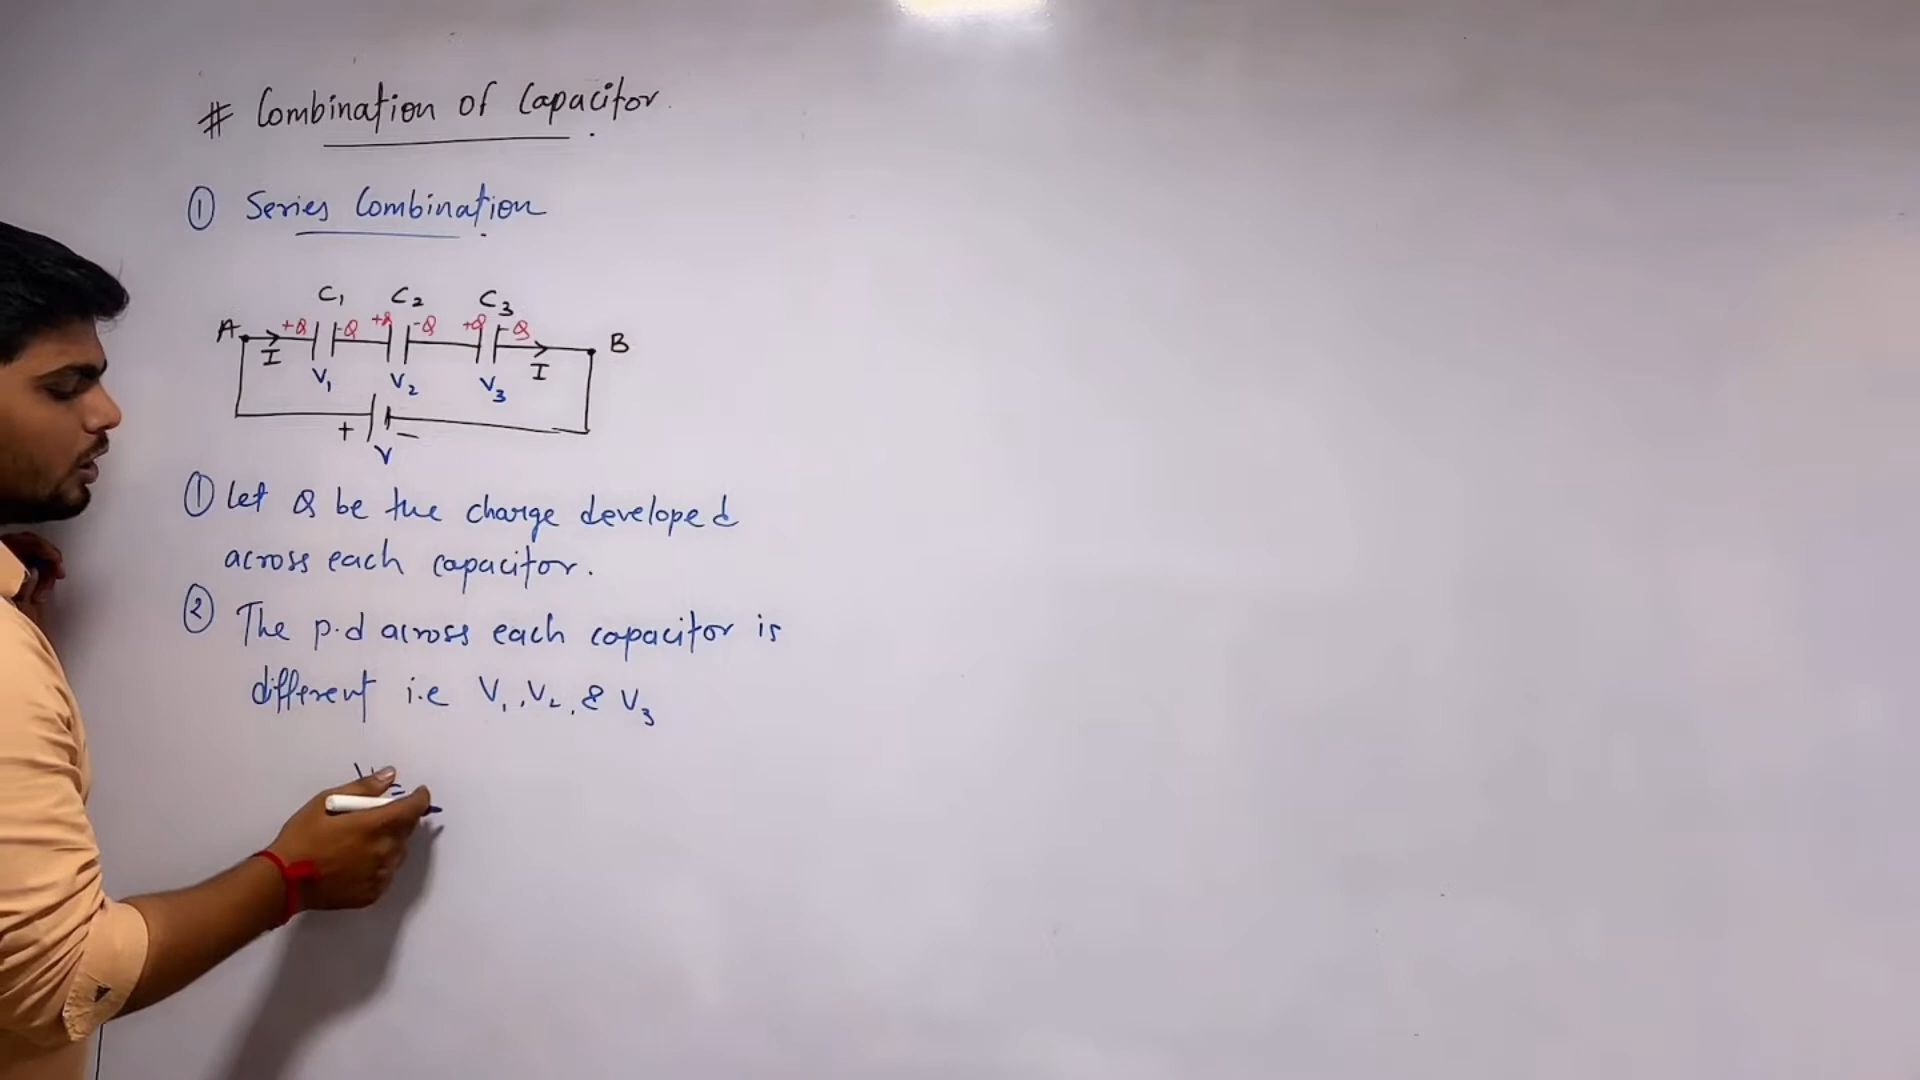 # Combination of Capacitor
① Series Combination
C₁ C₂ C₃
A +Q -Q +Q -Q +Q -Q B
I V₁ V₂ V₃ I
+ -
V
① Let Q be the charge developed
across each capacitor.
② The p.d across each capacitor is
different i.e V₁, V₂, & V₃
V =